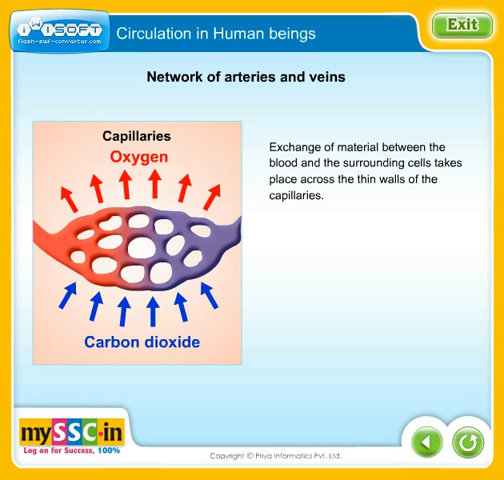 iWiSOFT
flash-swf-converter.com
Circulation in Human beings
Exit
Network of arteries and veins
Capillaries
Oxygen
Exchange of material between the
blood and the surrounding cells takes
place across the thin walls of the
capillaries.
Carbon dioxide
mySSC.in
Log on for Success, 100%
Copyright © Priya Informatics Pvt. Ltd.